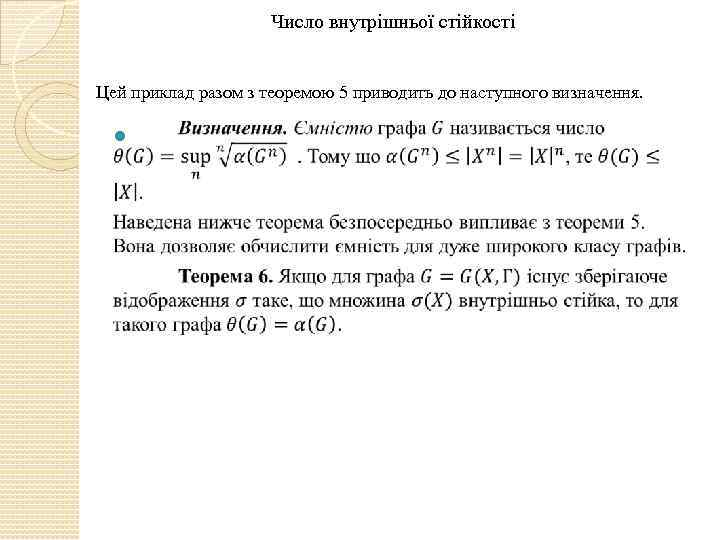 Число внутрішньої стійкості
Цей приклад разом з теоремою 5 приводить до наступного визначення.
• Визначення. Ємністю графа G називається число
θ(G) = sup_n ⁿ√α(Gⁿ) . Тому шо α(Gⁿ) ≤ |Xⁿ| = |X|ⁿ, те θ(G) ≤
|X|.
Наведена нижче теорема безпосередньо випливає з теореми 5.
Вона дозволяє обчислити ємність для дуже широкого класу графів.
Теорема 6. Якщо для графа G = G(X, Г) існує зберігаюче
відображення σ таке, що множина σ(X) внутрішньо стійка, то для
такого графа θ(G) = α(G).